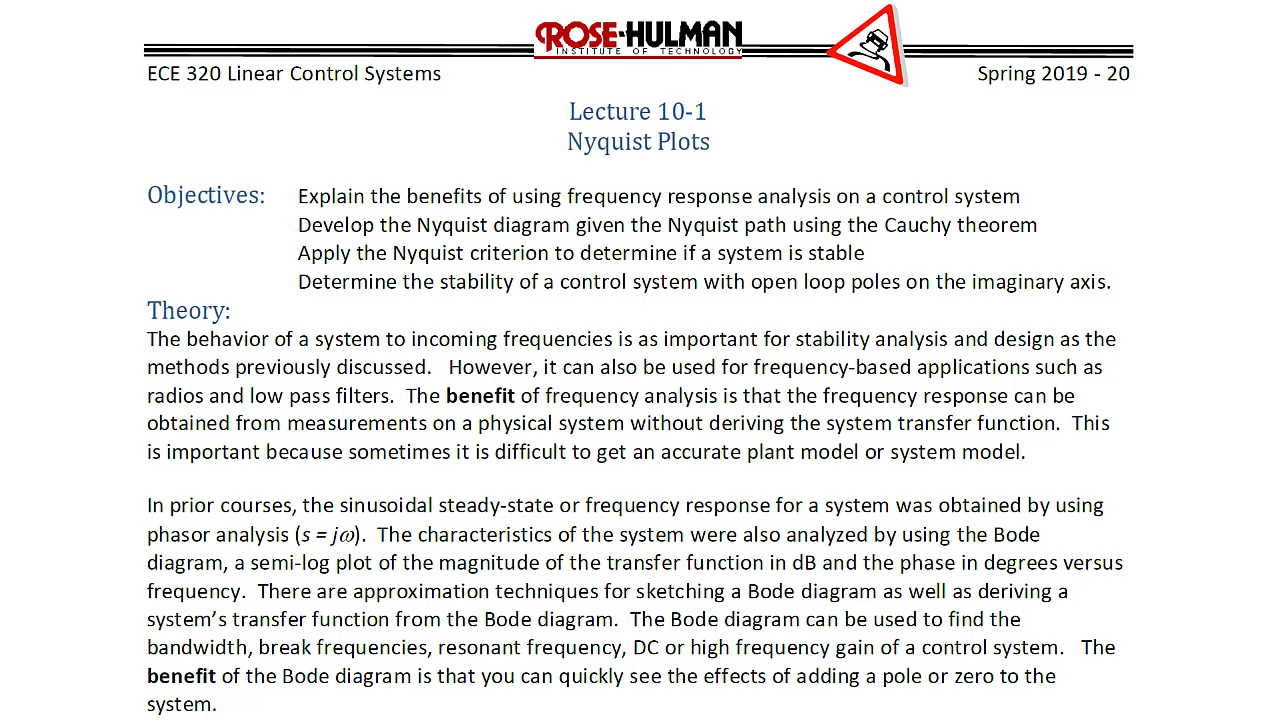 ROSE-HULMAN
INSTITUTE OF TECHNOLOGY
ECE 320 Linear Control Systems Spring 2019 - 20
Lecture 10-1
Nyquist Plots
Objectives: Explain the benefits of using frequency response analysis on a control system
Develop the Nyquist diagram given the Nyquist path using the Cauchy theorem
Apply the Nyquist criterion to determine if a system is stable
Determine the stability of a control system with open loop poles on the imaginary axis.
Theory:
The behavior of a system to incoming frequencies is as important for stability analysis and design as the
methods previously discussed. However, it can also be used for frequency-based applications such as
radios and low pass filters. The benefit of frequency analysis is that the frequency response can be
obtained from measurements on a physical system without deriving the system transfer function. This
is important because sometimes it is difficult to get an accurate plant model or system model.
In prior courses, the sinusoidal steady-state or frequency response for a system was obtained by using
phasor analysis (s = jω). The characteristics of the system were also analyzed by using the Bode
diagram, a semi-log plot of the magnitude of the transfer function in dB and the phase in degrees versus
frequency. There are approximation techniques for sketching a Bode diagram as well as deriving a
system’s transfer function from the Bode diagram. The Bode diagram can be used to find the
bandwidth, break frequencies, resonant frequency, DC or high frequency gain of a control system. The
benefit of the Bode diagram is that you can quickly see the effects of adding a pole or zero to the
system.